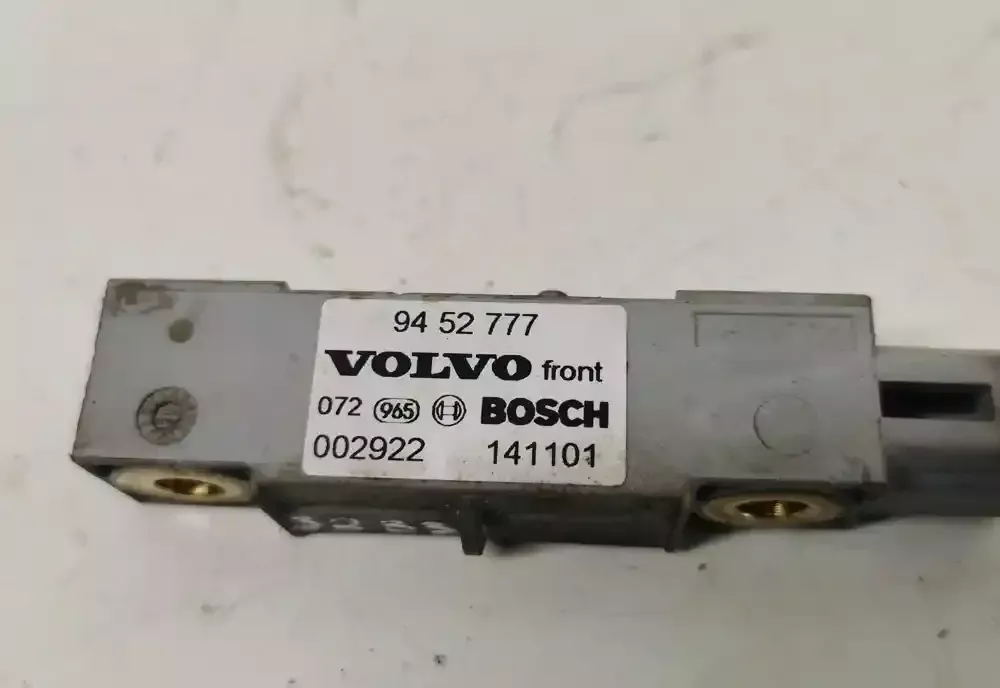 94 52 777
VOLVO front
072 965 BOSCH
002922 141101